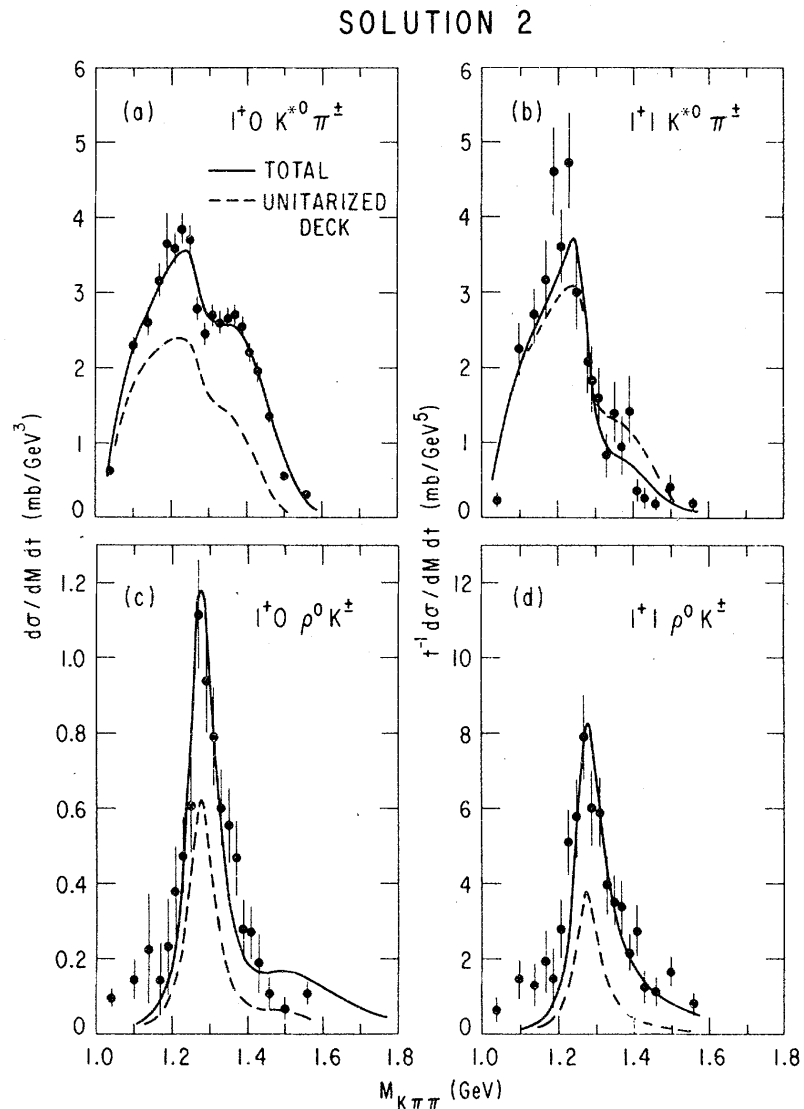 SOLUTION 2
(a)
1⁺0 K*⁰ π±
TOTAL
UNITARIZED
DECK
6
5
4
3
2
1
0
dσ/dM dt (mb/GeV³)
(b)
1⁺1 K*⁰ π±
6
5
4
3
2
1
0
t⁻¹ dσ/dM dt (mb/GeV⁵)
(c)
1⁺0 ρ⁰ K±
1.2
1.0
0.8
0.6
0.4
0.2
0
1.0 1.2 1.4 1.6 1.8
(d)
1⁺1 ρ⁰ K±
12
10
8
6
4
2
0
1.0 1.2 1.4 1.6 1.8
M_Kππ (GeV)